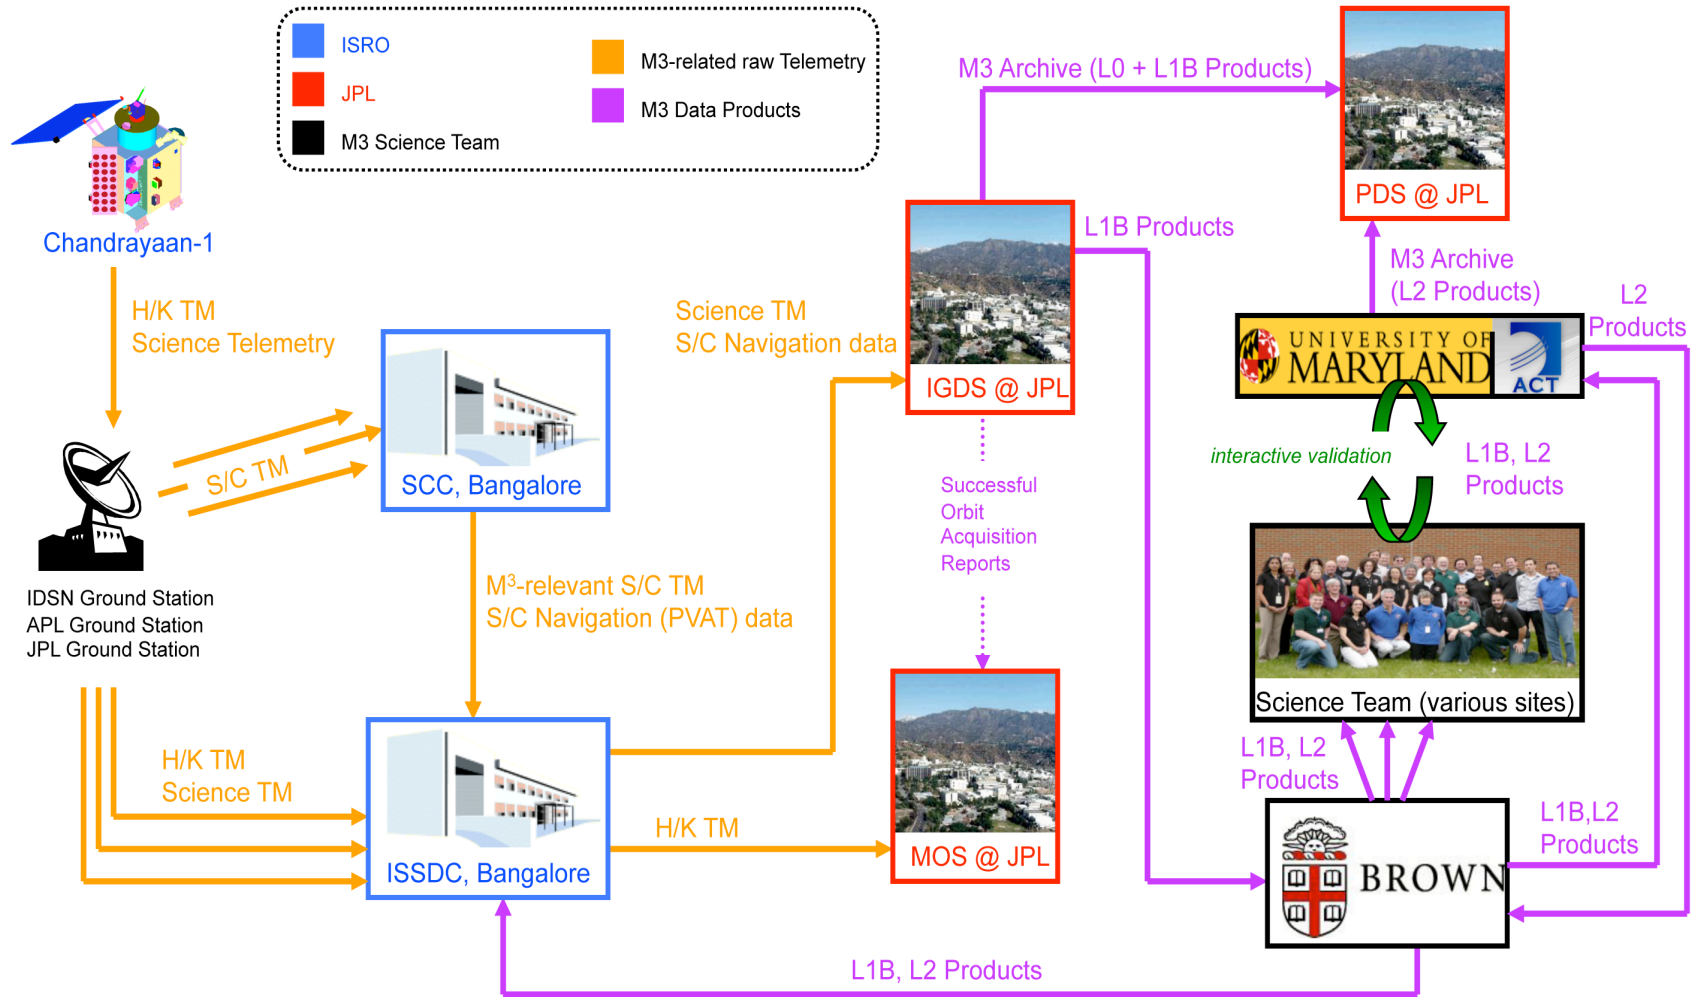 ISRO
JPL
M3 Science Team
M3-related raw Telemetry
M3 Data Products
Chandrayaan-1
H/K TM
Science Telemetry
S/C TM
IDSN Ground Station
APL Ground Station
JPL Ground Station
H/K TM
Science TM
SCC, Bangalore
M³-relevant S/C TM
S/C Navigation (PVAT) data
ISSDC, Bangalore
Science TM
S/C Navigation data
H/K TM
IGDS @ JPL
Successful
Orbit
Acquisition
Reports
MOS @ JPL
M3 Archive (L0 + L1B Products)
L1B Products
PDS @ JPL
M3 Archive
(L2 Products)
L2
Products
UNIVERSITY OF
MARYLAND
ACT
interactive validation
L1B, L2
Products
Science Team (various sites)
L1B, L2
Products
L1B,L2
Products
BROWN
L1B, L2 Products